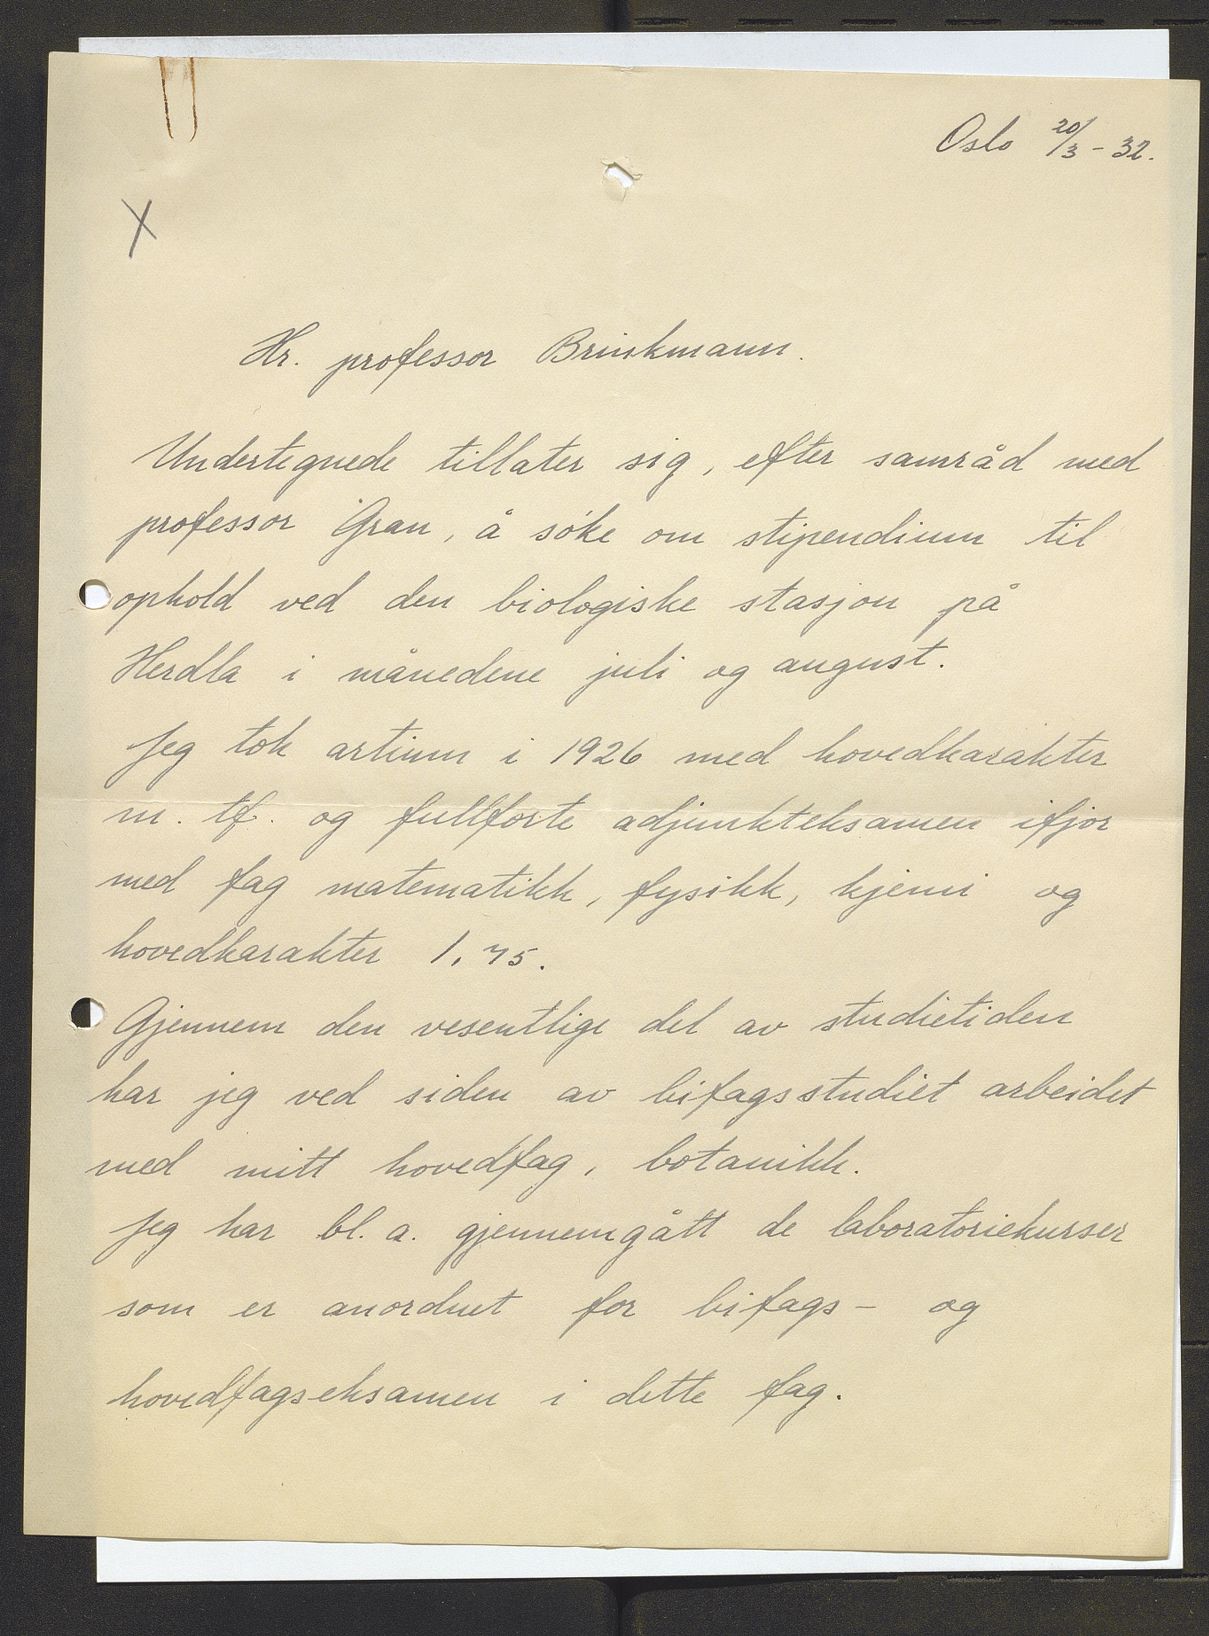 Oslo 20/3 - 32.
X
Hr. professor Brinkmann.
Undertegnede tillater sig, efter samråd med
professor Gran, å søke om stipendium til
ophold ved den biologiske stasjon på
Herdla i månedene juli og august.
Jeg tok artium i 1926 med hovedkarakter
m. tf. og fullførte adjunkteksamen ifjor
med fag matematikk, fysikk, kjemi og
hovedkarakter 1,75.
Gjennem den vesentlige del av studietiden
har jeg ved siden av bifagsstudiet arbeidet
med mitt hovedfag, botanikk.
Jeg har bl. a. gjennemgått de laboratoriekurser
som er anordnet for bifags- og
hovedfagseksamen i dette fag.